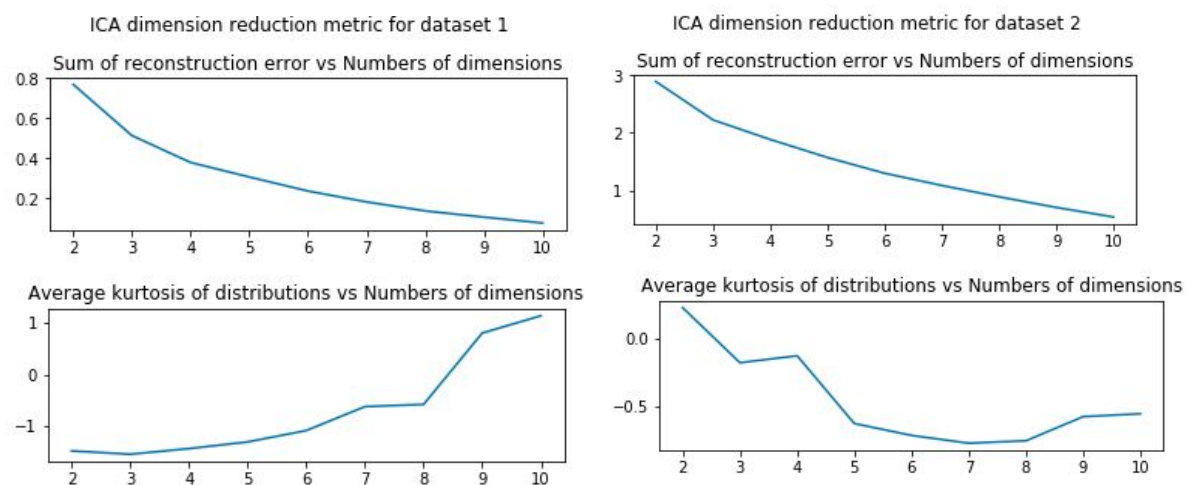 ICA dimension reduction metric for dataset 1
Sum of reconstruction error vs Numbers of dimensions
0.8
0.6
0.4
0.2
2 3 4 5 6 7 8 9 10
Average kurtosis of distributions vs Numbers of dimensions
1
0
−1
2 3 4 5 6 7 8 9 10
ICA dimension reduction metric for dataset 2
Sum of reconstruction error vs Numbers of dimensions
3
2
1
2 3 4 5 6 7 8 9 10
Average kurtosis of distributions vs Numbers of dimensions
0.0
−0.5
2 3 4 5 6 7 8 9 10